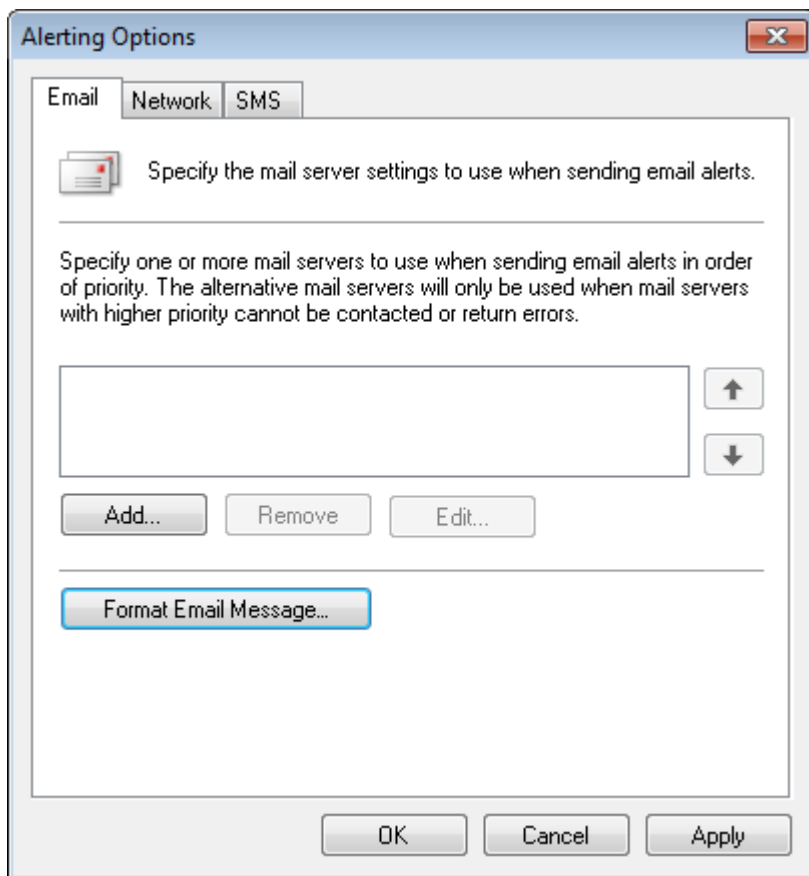 Alerting Options
Email
Network
SMS
Specify the mail server settings to use when sending email alerts.
Specify one or more mail servers to use when sending email alerts in order
of priority. The alternative mail servers will only be used when mail servers
with higher priority cannot be contacted or return errors.
Add...
Remove
Edit...
Format Email Message...
OK
Cancel
Apply